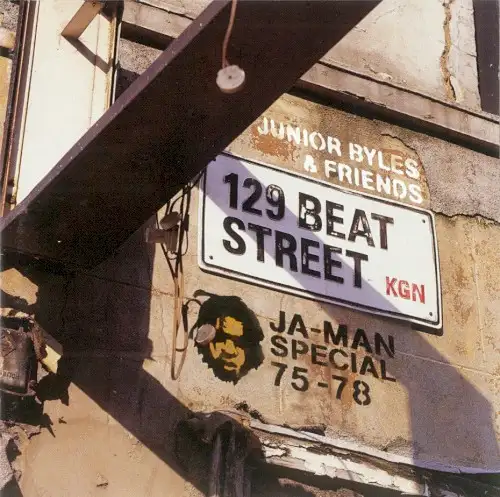 JUNIOR BYLES
& FRIENDS
129 BEAT
STREET
KGN
JA-MAN
SPECIAL
75-78